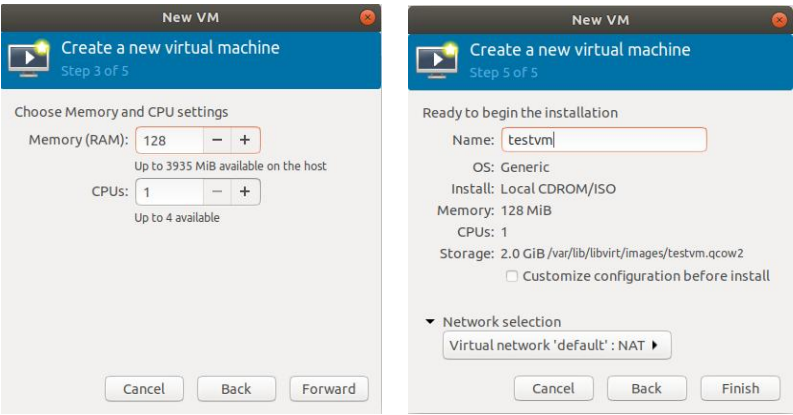 New VM
Create a new virtual machine
Step 3 of 5
Choose Memory and CPU settings
Memory (RAM): 128 − +
Up to 3935 MiB available on the host
CPUs: 1 − +
Up to 4 available
Cancel Back Forward
New VM
Create a new virtual machine
Step 5 of 5
Ready to begin the installation
Name: testvm
OS: Generic
Install: Local CDROM/ISO
Memory: 128 MiB
CPUs: 1
Storage: 2.0 GiB /var/lib/libvirt/images/testvm.qcow2
Customize configuration before install
Network selection
Virtual network 'default' : NAT
Cancel Back Finish